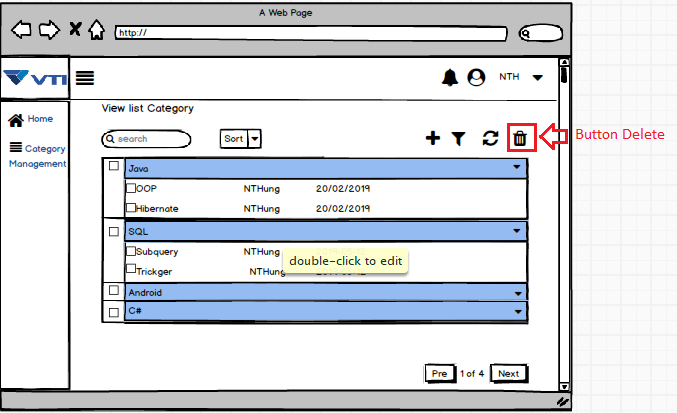 A Web Page
http://
VTI
NTH
View list Category
Home
search
Sort
Button Delete
Category
Management
Java
OOP NTHung 20/02/2019
Hibernate NTHung 20/02/2019
SQL
Subquery NTHung
double-click to edit
Trickger NTHung
Android
C#
Pre 1 of 4 Next